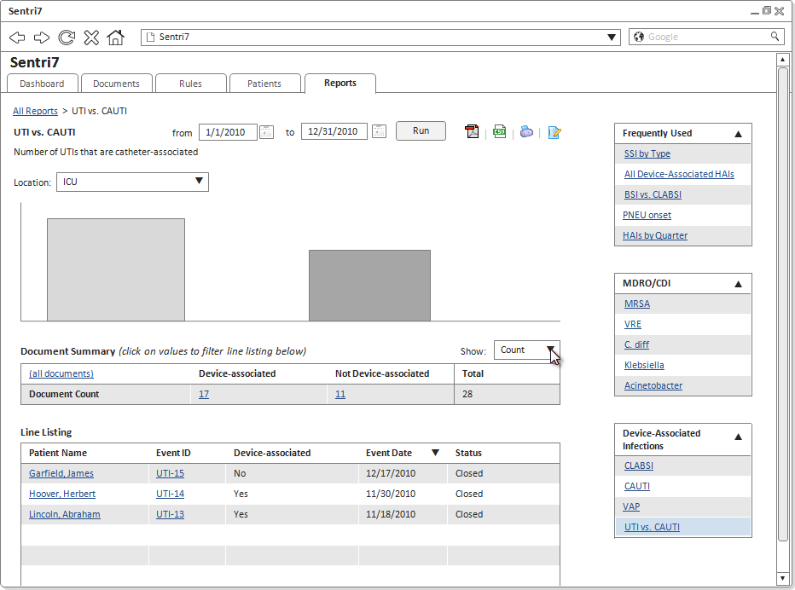 Sentri7
Sentri7
Google
Sentri7
Dashboard
Documents
Rules
Patients
Reports
All Reports > UTI vs. CAUTI
UTI vs. CAUTI
from 1/1/2010 to 12/31/2010 Run
Number of UTIs that are catheter-associated
Location: ICU
Document Summary (click on values to filter line listing below)
Show: Count
(all documents) Device-associated Not Device-associated Total
Document Count 17 11 28
Line Listing
Patient Name Event ID Device-associated Event Date Status
Garfield, James UTI-15 No 12/17/2010 Closed
Hoover, Herbert UTI-14 Yes 11/30/2010 Closed
Lincoln, Abraham UTI-13 Yes 11/18/2010 Closed
Frequently Used
SSI by Type
All Device-Associated HAIs
BSI vs. CLABSI
PNEU onset
HAIs by Quarter
MDRO/CDI
MRSA
VRE
C. diff
Klebsiella
Acinetobacter
Device-Associated
Infections
CLABSI
CAUTI
VAP
UTI vs. CAUTI